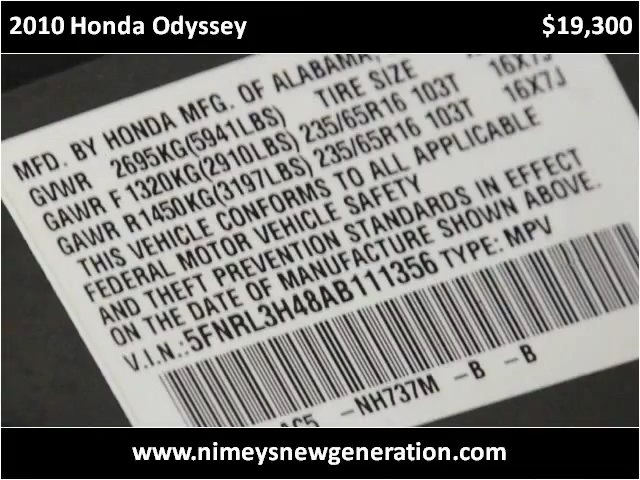 2010 Honda Odyssey $19,300
MFD. BY HONDA MFG. OF ALABAMA,
TIRE SIZE
GVWR 2695KG(5941LBS)
GAWR F 1320KG(2910LBS) 235/65R16 103T 16X7J
GAWR R1450KG(3197LBS) 235/65R16 103T 16X7J
THIS VEHICLE CONFORMS TO ALL APPLICABLE
FEDERAL MOTOR VEHICLE SAFETY
AND THEFT PREVENTION STANDARDS IN EFFECT
ON THE DATE OF MANUFACTURE SHOWN ABOVE.
V.I.N.:5FNRL3H48AB111356 TYPE: MPV
-NH737M -B -B
www.nimeysnewgeneration.com